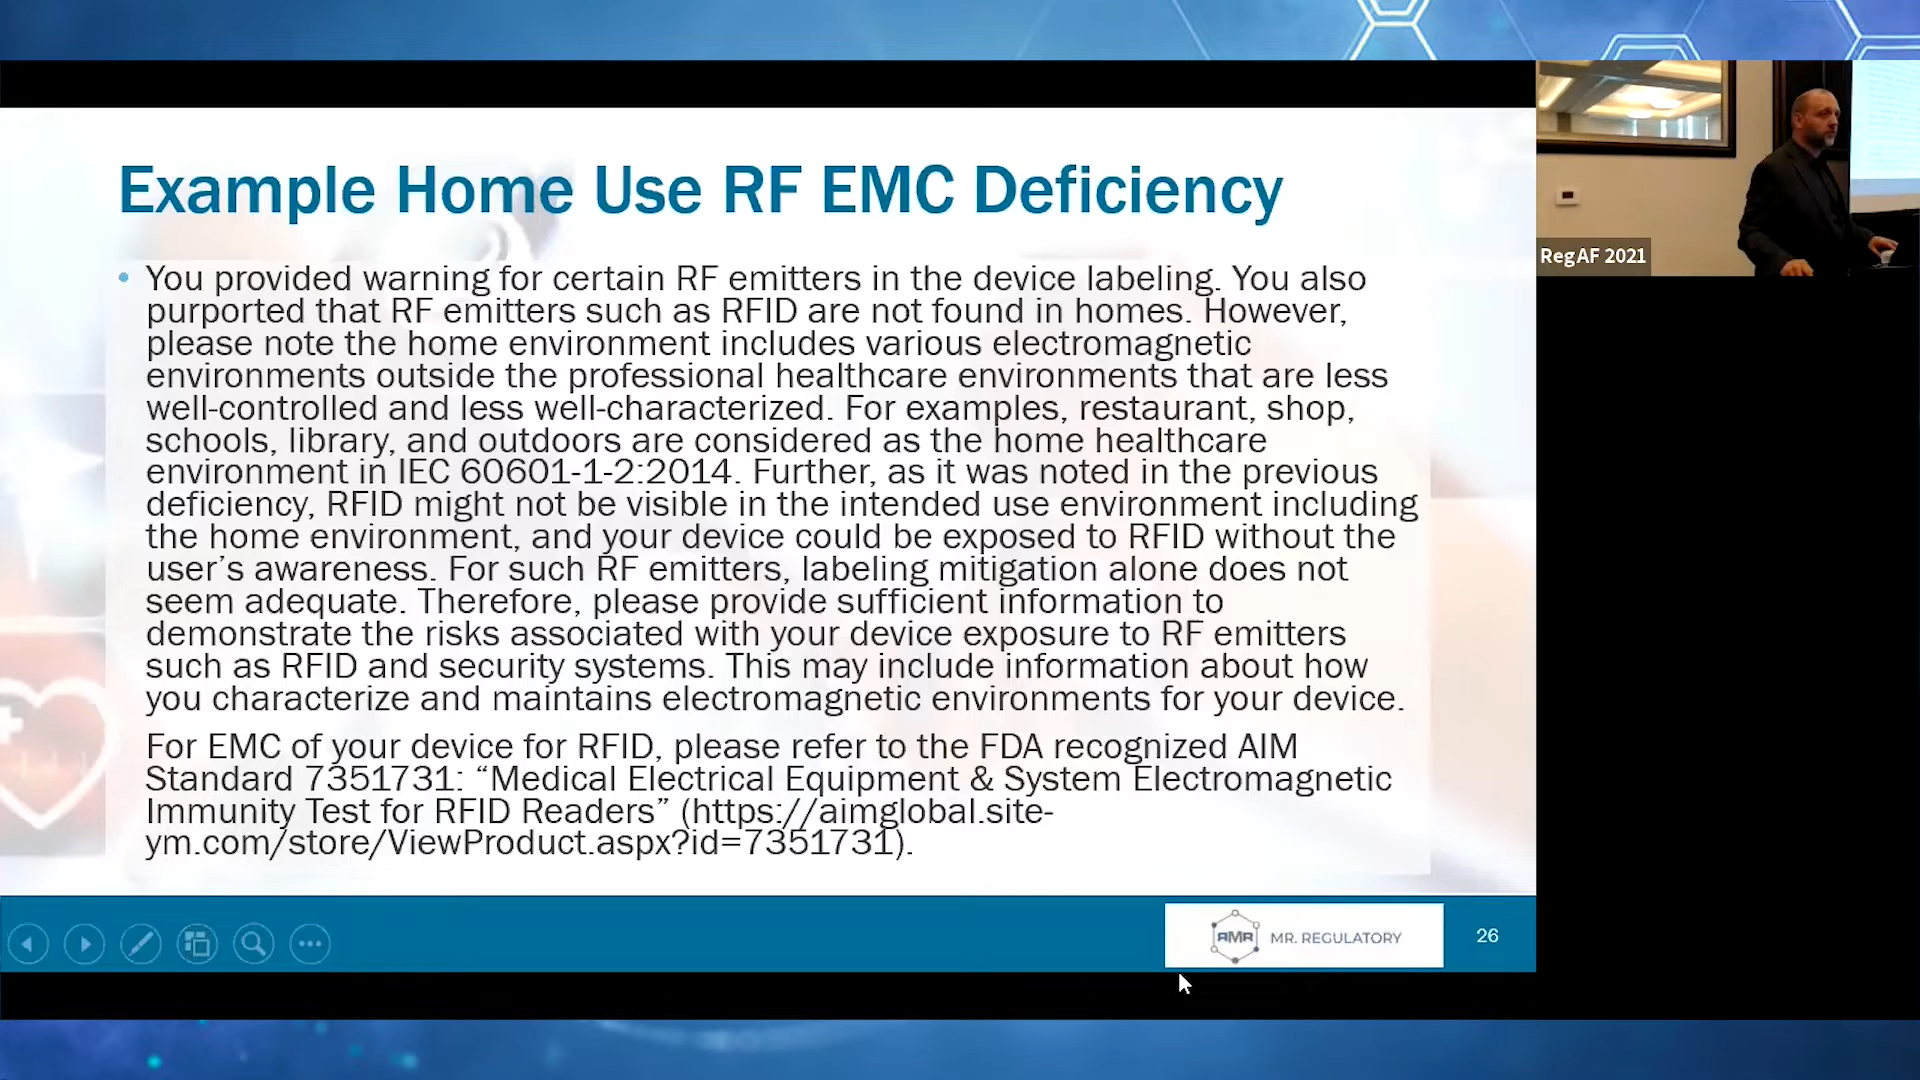 Example Home Use RF EMC Deficiency
• You provided warning for certain RF emitters in the device labeling. You also
purported that RF emitters such as RFID are not found in homes. However,
please note the home environment includes various electromagnetic
environments outside the professional healthcare environments that are less
well-controlled and less well-characterized. For examples, restaurant, shop,
schools, library, and outdoors are considered as the home healthcare
environment in IEC 60601-1-2:2014. Further, as it was noted in the previous
deficiency, RFID might not be visible in the intended use environment including
the home environment, and your device could be exposed to RFID without the
user’s awareness. For such RF emitters, labeling mitigation alone does not
seem adequate. Therefore, please provide sufficient information to
demonstrate the risks associated with your device exposure to RF emitters
such as RFID and security systems. This may include information about how
you characterize and maintains electromagnetic environments for your device.
For EMC of your device for RFID, please refer to the FDA recognized AIM
Standard 7351731: “Medical Electrical Equipment & System Electromagnetic
Immunity Test for RFID Readers” (https://aimglobal.site-
ym.com/store/ViewProduct.aspx?id=7351731).
RegAF 2021
MR. REGULATORY
26